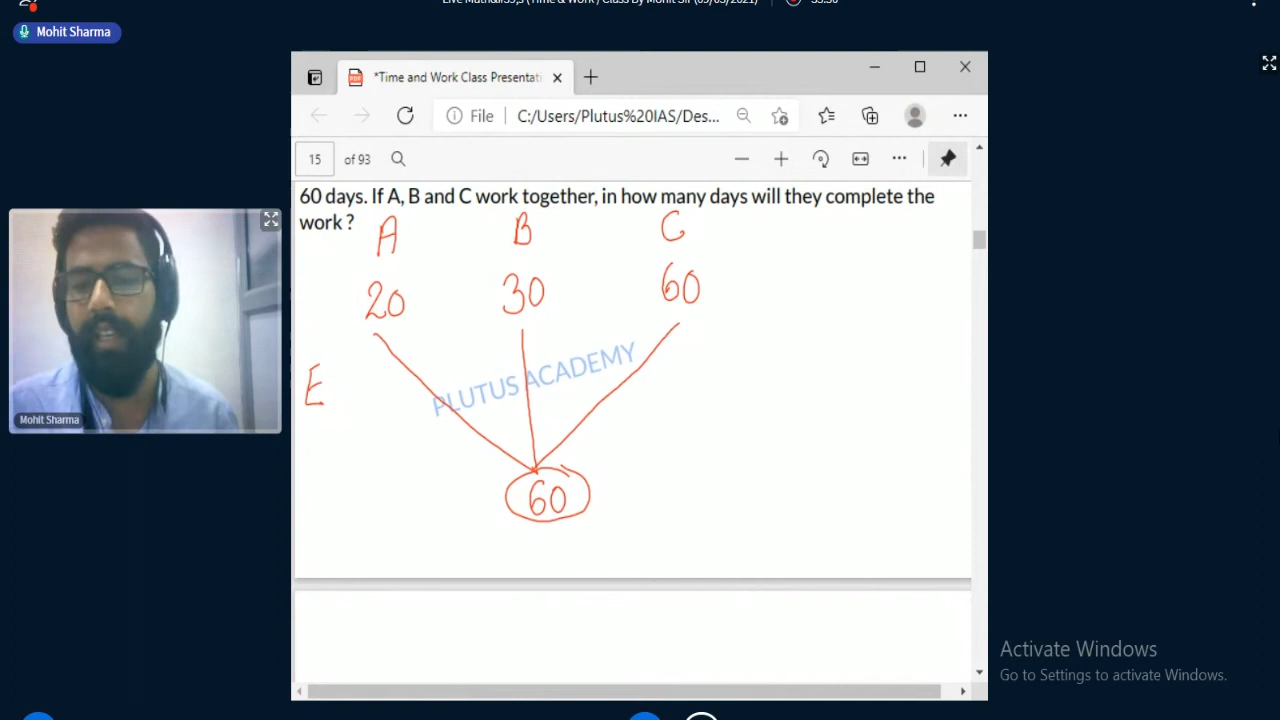 Mohit Sharma
*Time and Work Class Presentati
File C:/Users/Plutus%20IAS/Des...
15 of 93
60 days. If A, B and C work together, in how many days will they complete the
work ?
A B C
20 30 60
PLUTUS ACADEMY
E
Mohit Sharma
60
Activate Windows
Go to Settings to activate Windows.